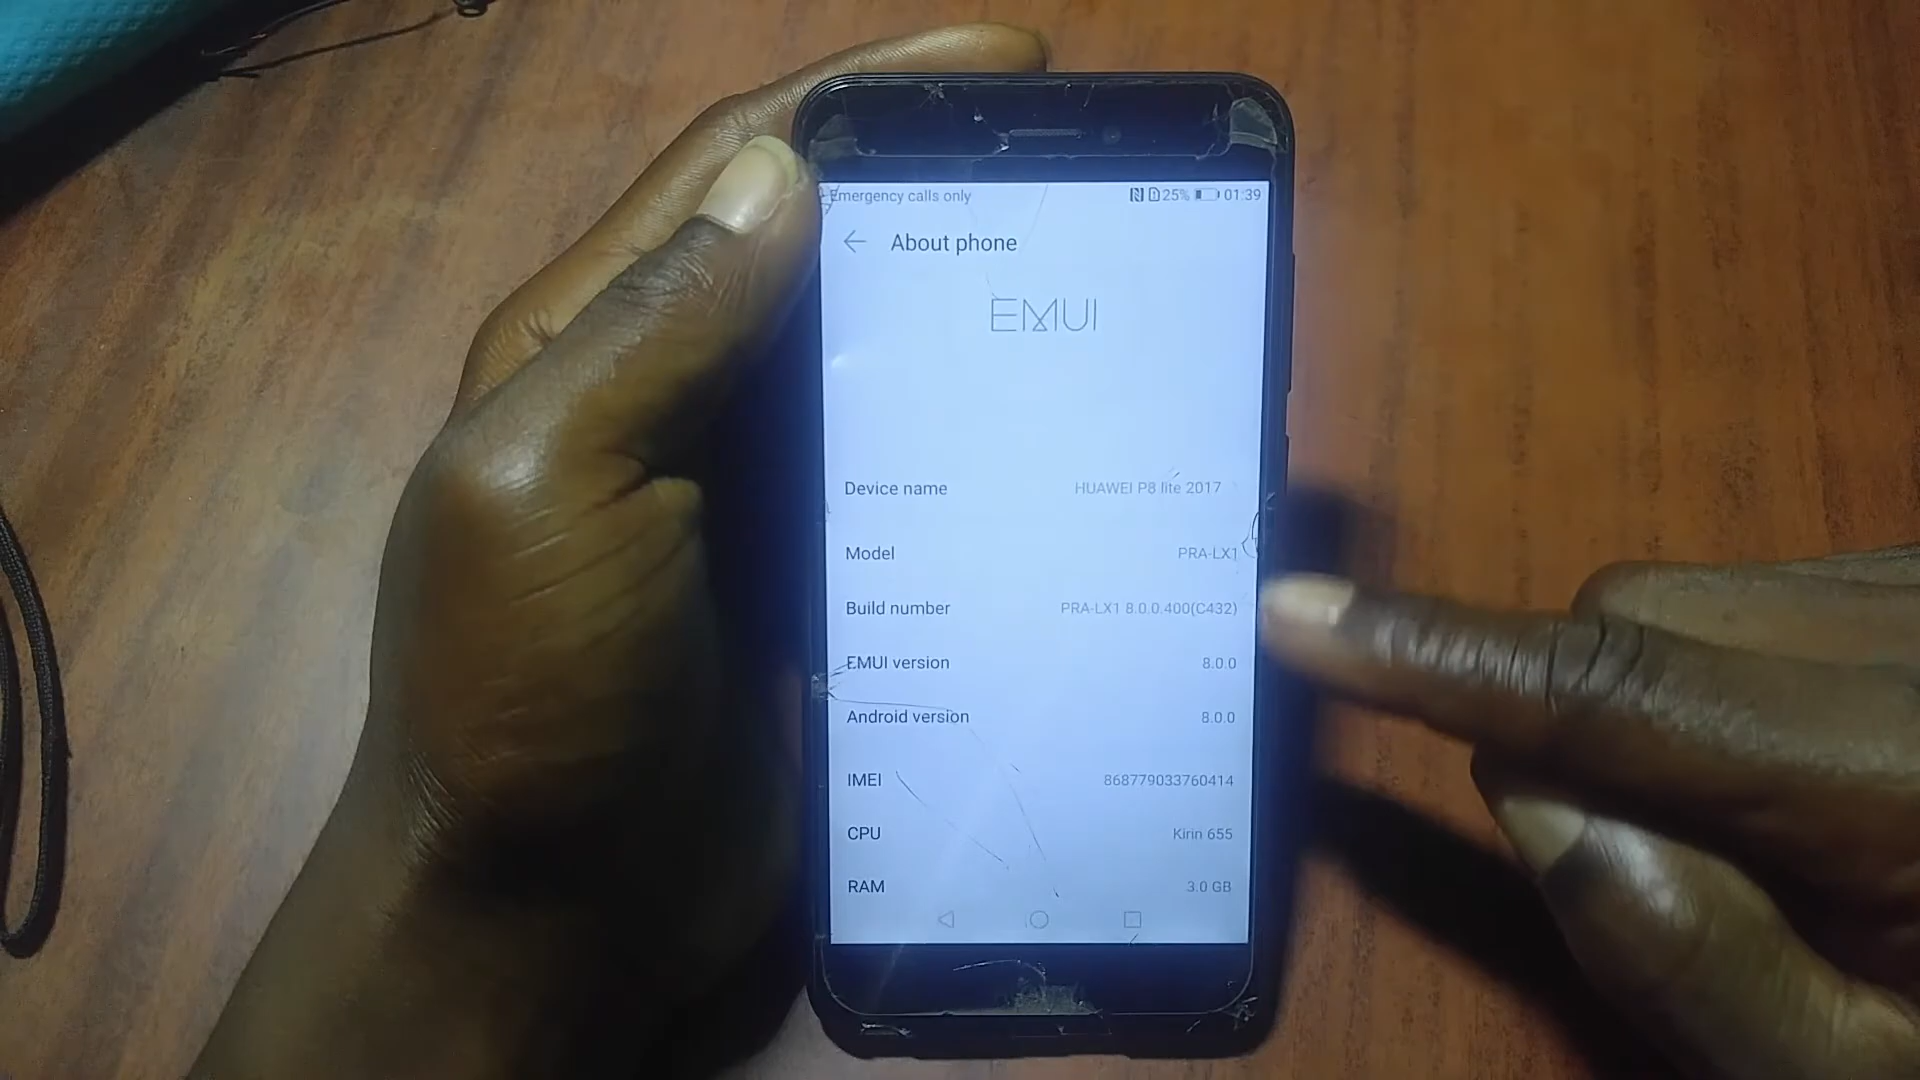 Emergency calls only 25% 01:39
About phone
EMUI
Device name HUAWEI P8 lite 2017
Model PRA-LX1
Build number PRA-LX1 8.0.0.400(C432)
EMUI version 8.0.0
Android version 8.0.0
IMEI 868779033760414
CPU Kirin 655
RAM 3.0 GB